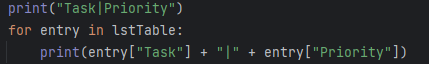 print("Task|Priority")
for entry in lstTable:
    print(entry["Task"] + "|" + entry["Priority"])